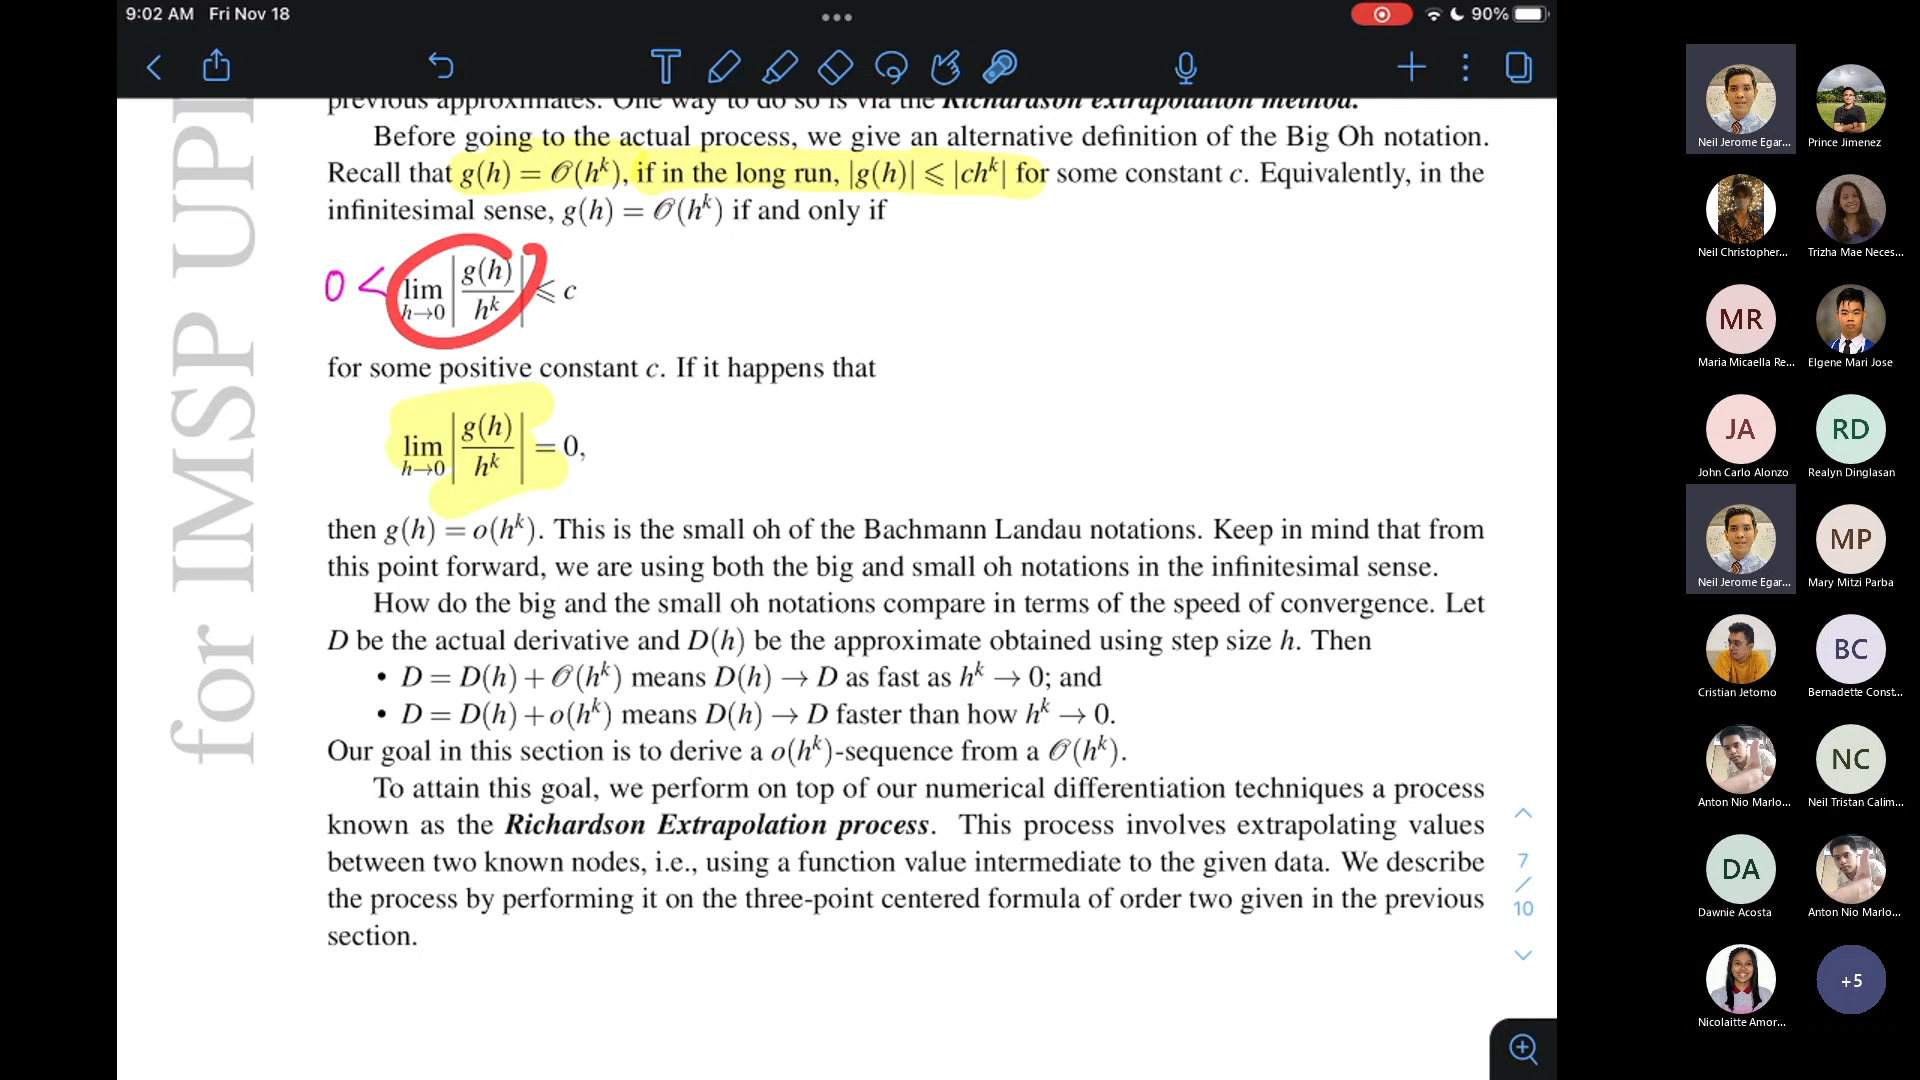 9:02 AM Fri Nov 18
90%
previous approximates. One way to do so is via the Richardson extrapolation method.
Before going to the actual process, we give an alternative definition of the Big Oh notation.
Recall that g(h) = 𝒪(h^k), if in the long run, |g(h)| ⩽ |ch^k| for some constant c. Equivalently, in the
infinitesimal sense, g(h) = 𝒪(h^k) if and only if
0 < lim_{h→0} |g(h)/h^k| ⩽ c
for some positive constant c. If it happens that
lim_{h→0} |g(h)/h^k| = 0,
then g(h) = o(h^k). This is the small oh of the Bachmann Landau notations. Keep in mind that from
this point forward, we are using both the big and small oh notations in the infinitesimal sense.
How do the big and the small oh notations compare in terms of the speed of convergence. Let
D be the actual derivative and D(h) be the approximate obtained using step size h. Then
• D = D(h) + 𝒪(h^k) means D(h) → D as fast as h^k → 0; and
• D = D(h) + o(h^k) means D(h) → D faster than how h^k → 0.
Our goal in this section is to derive a o(h^k)-sequence from a 𝒪(h^k).
To attain this goal, we perform on top of our numerical differentiation techniques a process
known as the Richardson Extrapolation process. This process involves extrapolating values
between two known nodes, i.e., using a function value intermediate to the given data. We describe
the process by performing it on the three-point centered formula of order two given in the previous
section.
for IMSP UPL
7
/
10
Neil Jerome Egar...
Prince Jimenez
Neil Christopher...
Trizha Mae Neces...
MR
Maria Micaella Re...
Elgene Mari Jose
JA
John Carlo Alonzo
RD
Realyn Dinglasan
Neil Jerome Egar...
MP
Mary Mitzi Parba
Cristian Jetomo
BC
Bernadette Const...
Anton Nio Marlo...
NC
Neil Tristan Calim...
DA
Dawnie Acosta
Anton Nio Marlo...
Nicolaitte Amor...
+5